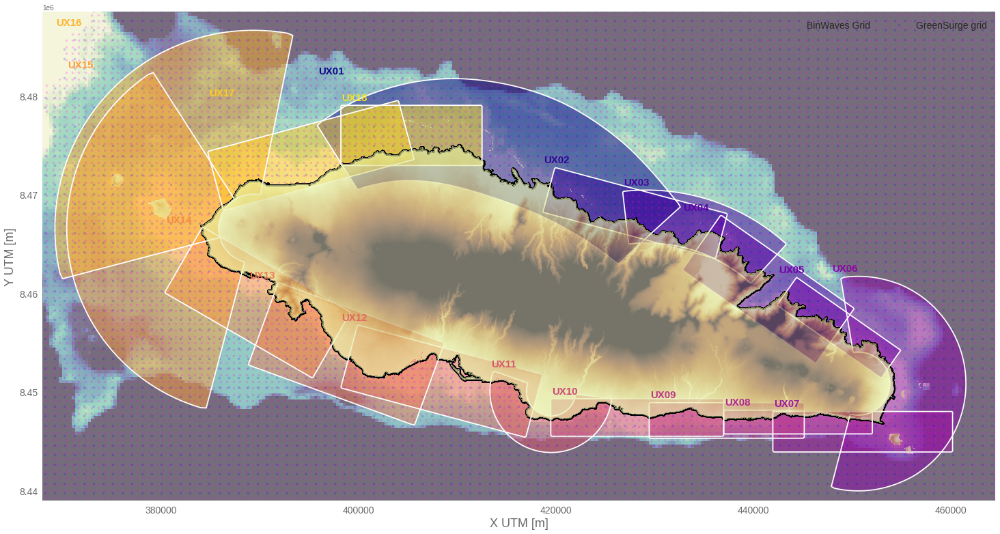 1e6
UX16
BinWaves Grid
GreenSurge grid
UX15
UX01
UX17
UX18
8.48
UX02
UX03
8.47
UX04
UX14
UX05
UX06
UX13
8.46
UX12
UX11
UX10
UX09
UX08
UX07
8.45
8.44
380000
400000
420000
440000
460000
X UTM [m]
Y UTM [m]